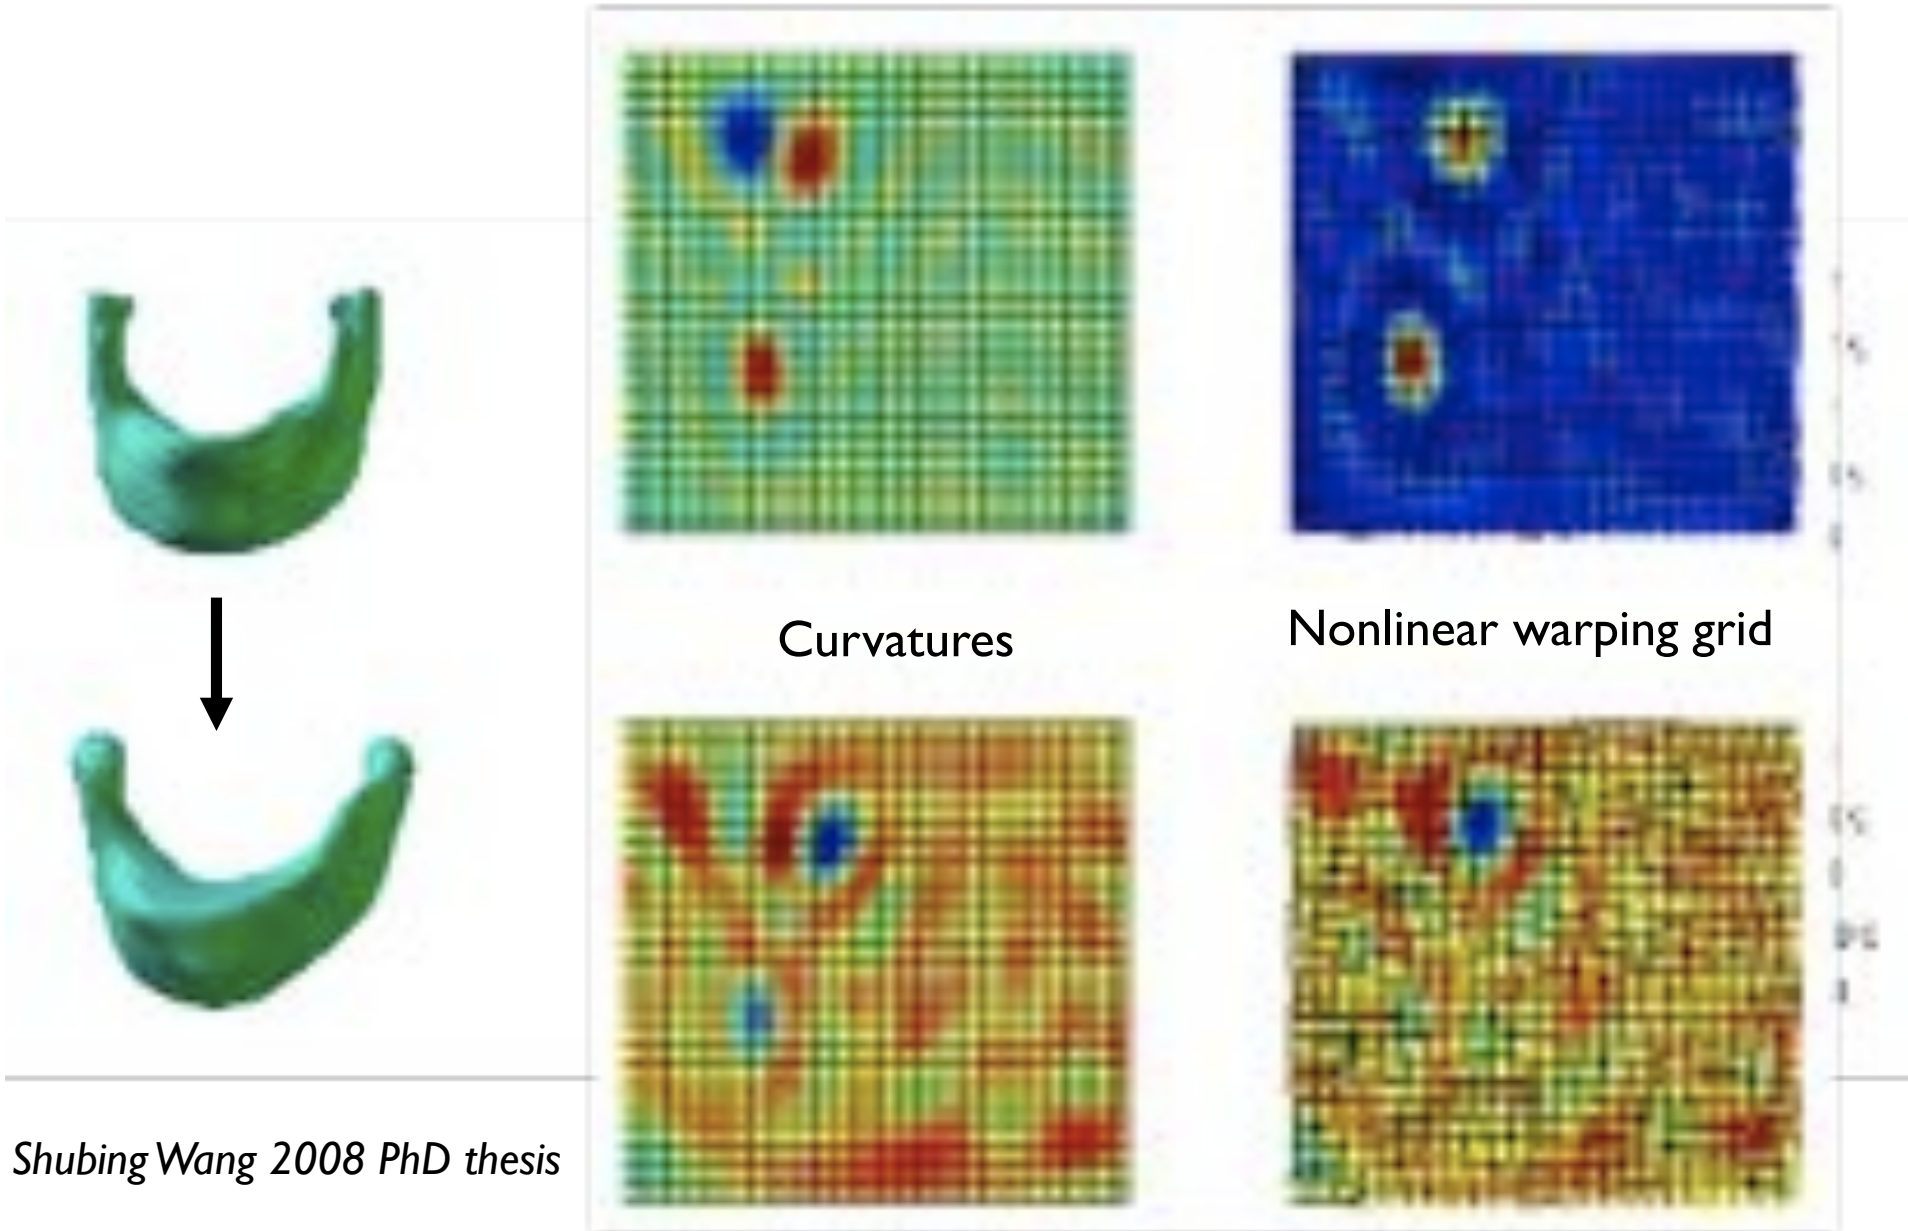 Curvatures
Nonlinear warping grid
Shubing Wang 2008 PhD thesis